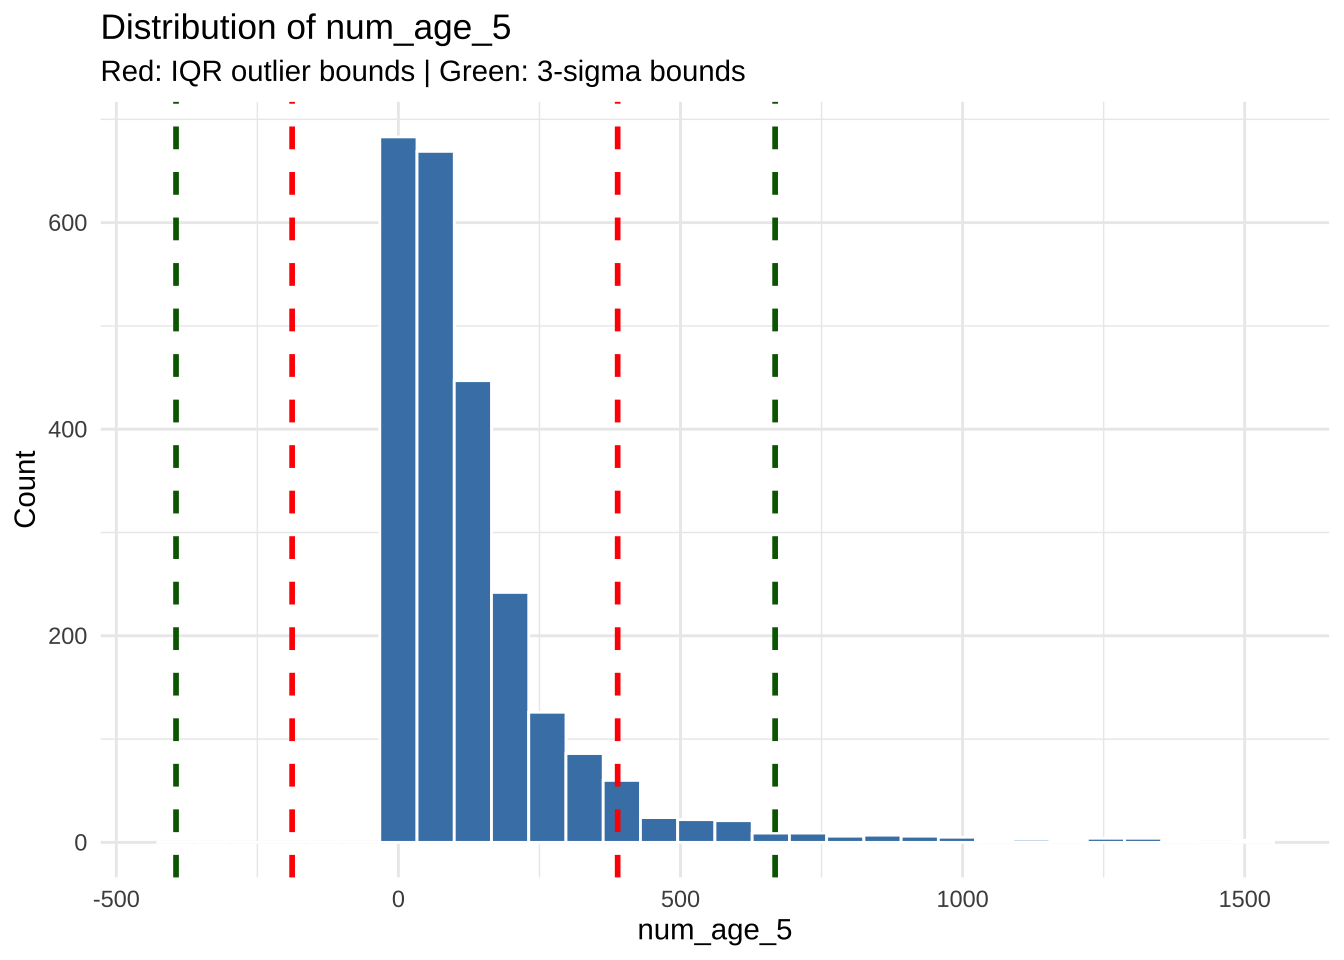 Distribution of num_age_5
Red: IQR outlier bounds | Green: 3-sigma bounds
Count
600
400
200
0
-500 0 500 1000 1500
num_age_5